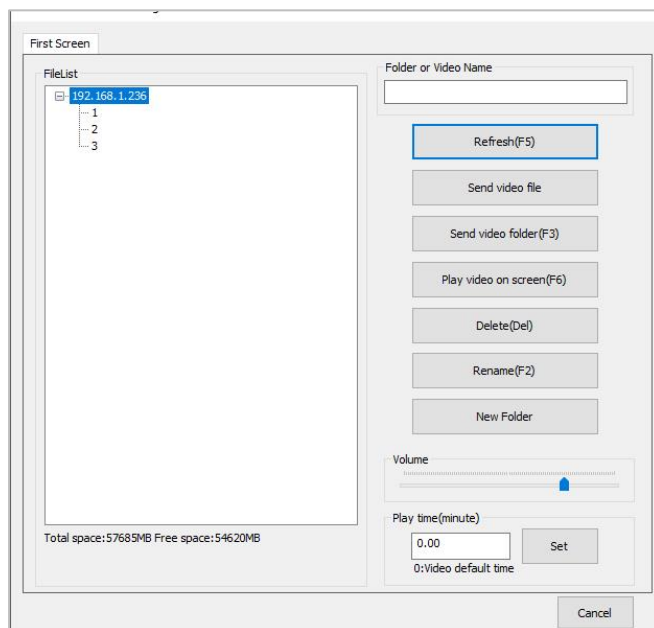 First Screen
FileList
192.168.1.236
1
2
3
Total space:57685MB Free space:54620MB
Folder or Video Name
Refresh(F5)
Send video file
Send video folder(F3)
Play video on screen(F6)
Delete(Del)
Rename(F2)
New Folder
Volume
Play time(minute)
0.00
Set
0:Video default time
Cancel